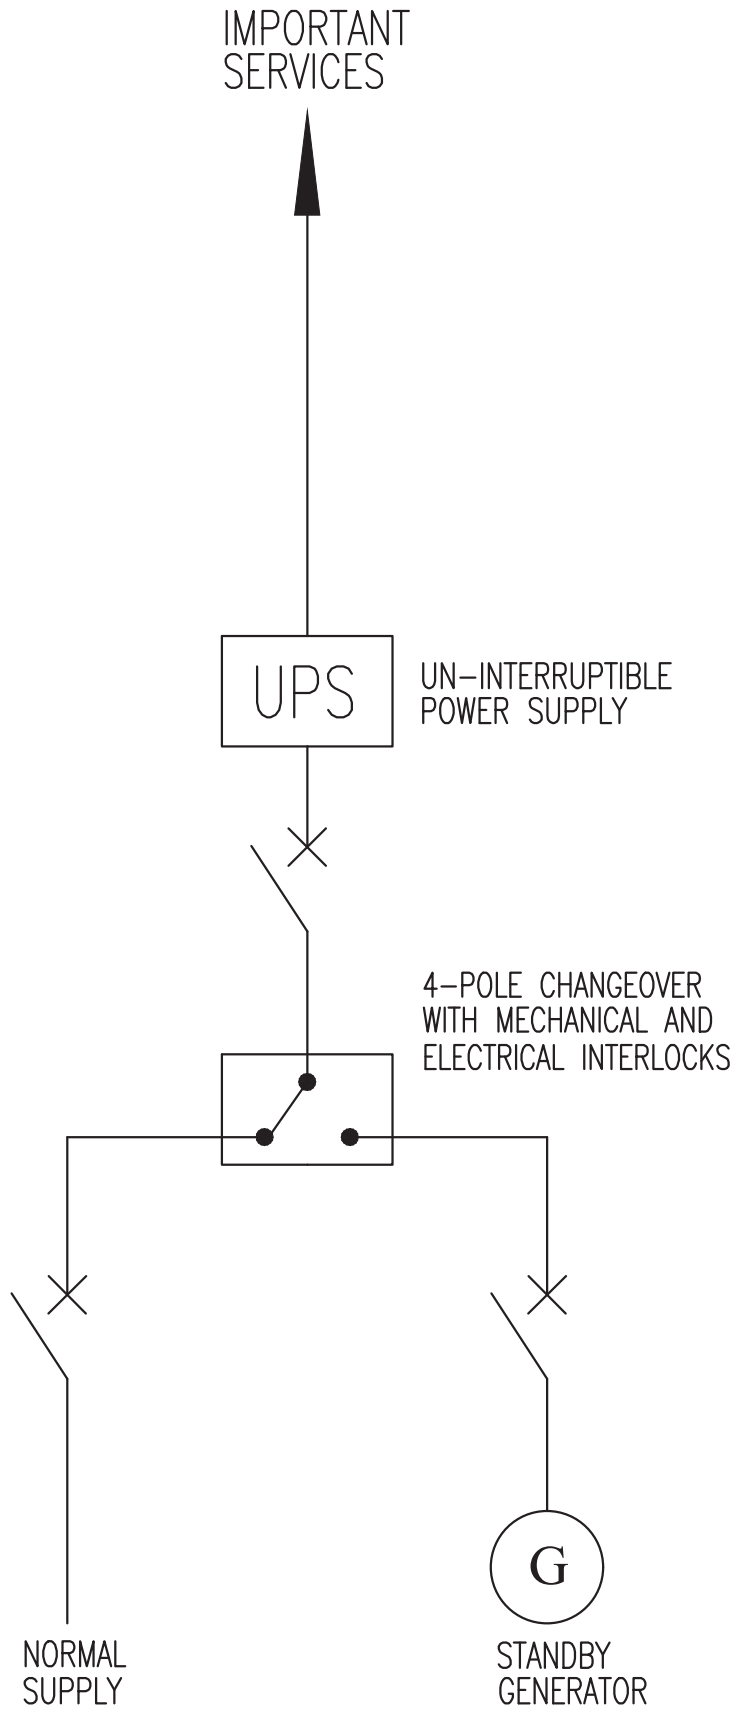 IMPORTANT
SERVICES
UPS
UN-INTERRUPTIBLE
POWER SUPPLY
4-POLE CHANGEOVER
WITH MECHANICAL AND
ELECTRICAL INTERLOCKS
G
NORMAL
SUPPLY
STANDBY
GENERATOR